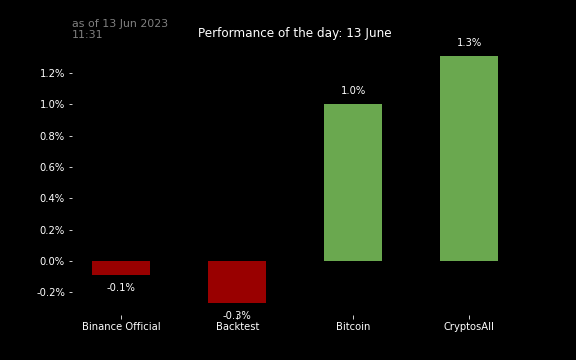 as of 13 Jun 2023
11:31
Performance of the day: 13 June
1.3%
1.2%
1.0%
1.0%
0.8%
0.6%
0.4%
0.2%
0.0%
-0.2%
-0.1%
-0.3%
Binance Official
Backtest
Bitcoin
CryptosAll